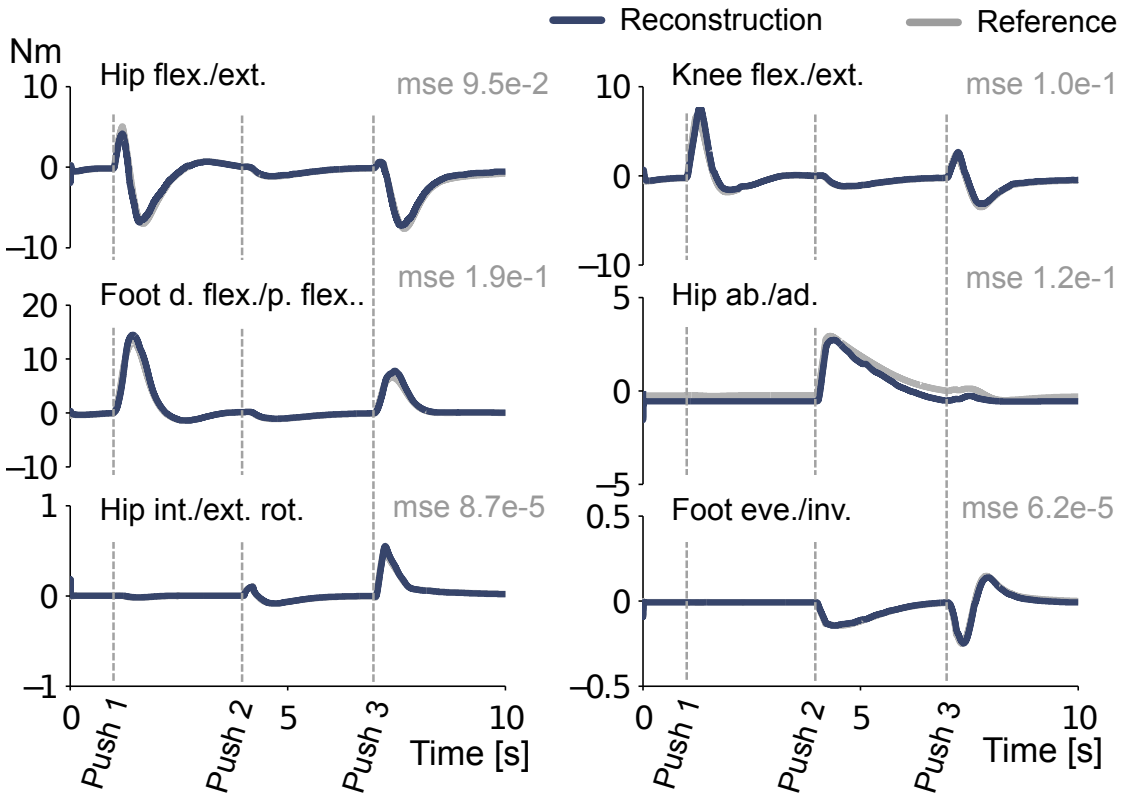 Reconstruction Reference
Nm
Hip flex./ext.
mse 9.5e-2
10
0
−10
Knee flex./ext.
mse 1.0e-1
10
0
−10
Foot d. flex./p. flex..
mse 1.9e-1
20
10
0
−10
Hip ab./ad.
mse 1.2e-1
5
0
−5
Hip int./ext. rot.
mse 8.7e-5
1
0
−1
Foot eve./inv.
mse 6.2e-5
0.5
0
−0.5
0 5 10
Push 1 Push 2 Push 3
Time [s]
0 5 10
Push 1 Push 2 Push 3
Time [s]